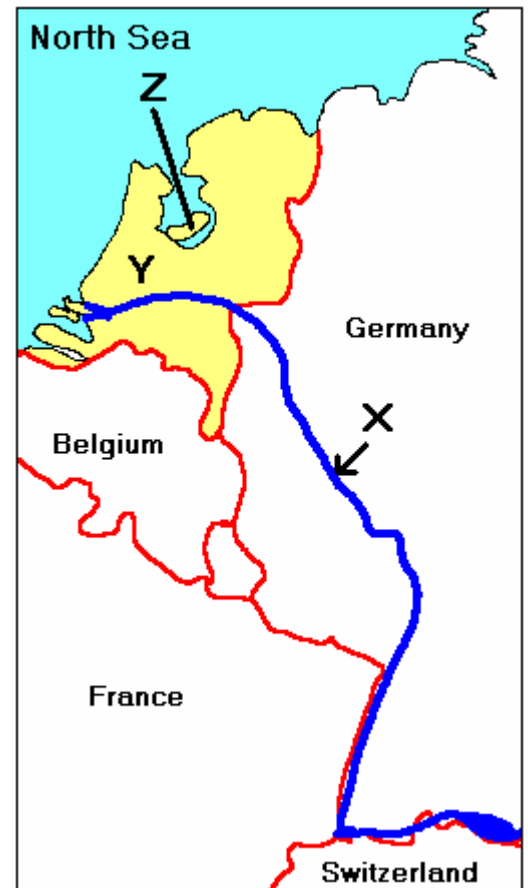 North Sea
Z
Y
Germany
X
Belgium
France
Switzerland